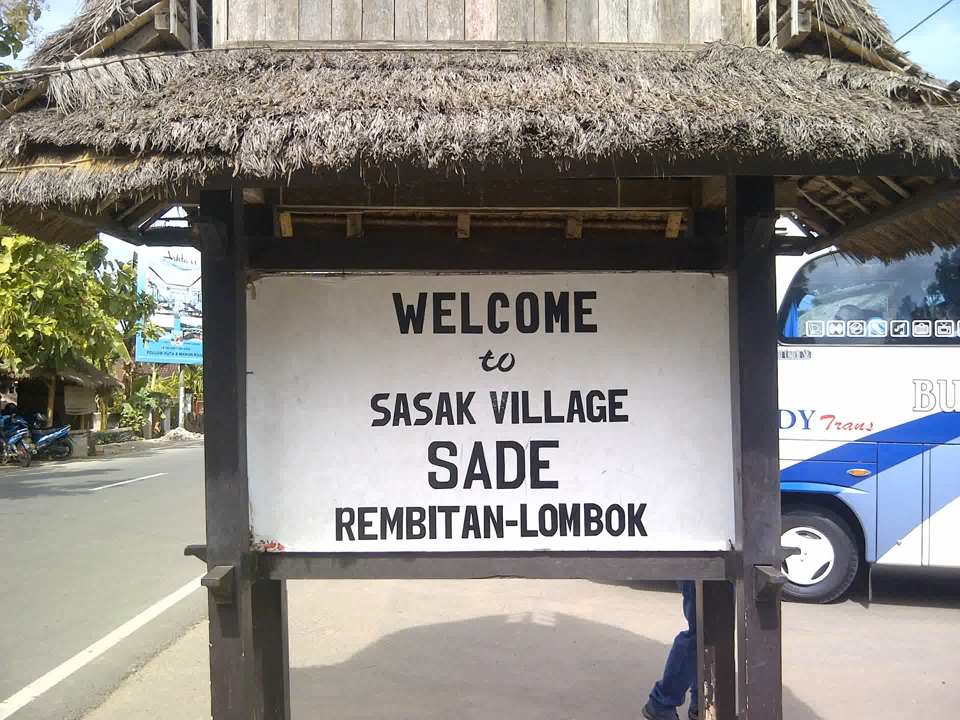 WELCOME
to
SASAK VILLAGE
SADE
REMBITAN-LOMBOK
DY Trans
BU